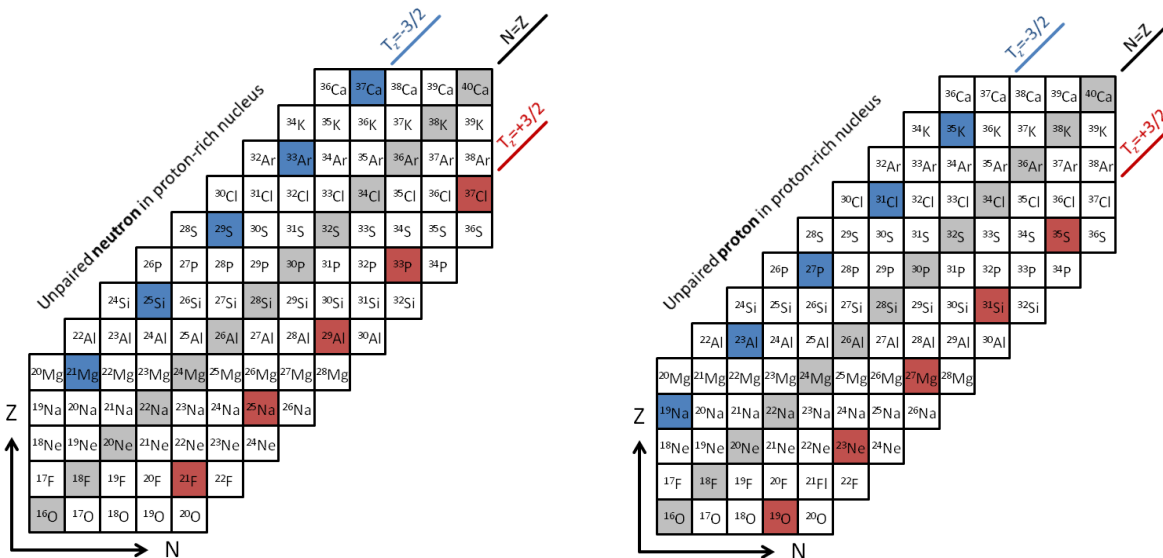 T_z=-3/2
N=Z
³⁶Ca ³⁷Ca ³⁸Ca ³⁹Ca ⁴⁰Ca
Unpaired neutron in proton-rich nucleus
³⁴K ³⁵K ³⁶K ³⁷K ³⁸K ³⁹K
T_z=+3/2
³²Ar ³³Ar ³⁴Ar ³⁵Ar ³⁶Ar ³⁷Ar ³⁸Ar
³⁰Cl ³¹Cl ³²Cl ³³Cl ³⁴Cl ³⁵Cl ³⁶Cl ³⁷Cl
²⁸S ²⁹S ³⁰S ³¹S ³²S ³³S ³⁴S ³⁵S ³⁶S
²⁶P ²⁷P ²⁸P ²⁹P ³⁰P ³¹P ³²P ³³P ³⁴P
²⁴Si ²⁵Si ²⁶Si ²⁷Si ²⁸Si ²⁹Si ³⁰Si ³¹Si ³²Si
²²Al ²³Al ²⁴Al ²⁵Al ²⁶Al ²⁷Al ²⁸Al ²⁹Al ³⁰Al
²⁰Mg ²¹Mg ²²Mg ²³Mg ²⁴Mg ²⁵Mg ²⁶Mg ²⁷Mg ²⁸Mg
Z
¹⁹Na ²⁰Na ²¹Na ²²Na ²³Na ²⁴Na ²⁵Na ²⁶Na
¹⁸Ne ¹⁹Ne ²⁰Ne ²¹Ne ²²Ne ²³Ne ²⁴Ne
¹⁷F ¹⁸F ¹⁹F ²⁰F ²¹F ²²F
¹⁶O ¹⁷O ¹⁸O ¹⁹O ²⁰O
N
T_z=-3/2
N=Z
³⁶Ca ³⁷Ca ³⁸Ca ³⁹Ca ⁴⁰Ca
Unpaired proton in proton-rich nucleus
³⁴K ³⁵K ³⁶K ³⁷K ³⁸K ³⁹K
T_z=+3/2
³²Ar ³³Ar ³⁴Ar ³⁵Ar ³⁶Ar ³⁷Ar ³⁸Ar
³⁰Cl ³¹Cl ³²Cl ³³Cl ³⁴Cl ³⁵Cl ³⁶Cl ³⁷Cl
²⁸S ²⁹S ³⁰S ³¹S ³²S ³³S ³⁴S ³⁵S ³⁶S
²⁶P ²⁷P ²⁸P ²⁹P ³⁰P ³¹P ³²P ³³P ³⁴P
²⁴Si ²⁵Si ²⁶Si ²⁷Si ²⁸Si ²⁹Si ³⁰Si ³¹Si ³²Si
²²Al ²³Al ²⁴Al ²⁵Al ²⁶Al ²⁷Al ²⁸Al ²⁹Al ³⁰Al
²⁰Mg ²¹Mg ²²Mg ²³Mg ²⁴Mg ²⁵Mg ²⁶Mg ²⁷Mg ²⁸Mg
Z
¹⁹Na ²⁰Na ²¹Na ²²Na ²³Na ²⁴Na ²⁵Na ²⁶Na
¹⁸Ne ¹⁹Ne ²⁰Ne ²¹Ne ²²Ne ²³Ne ²⁴Ne
¹⁷F ¹⁸F ¹⁹F ²⁰F ²¹Fl ²²F
¹⁶O ¹⁷O ¹⁸O ¹⁹O ²⁰O
N